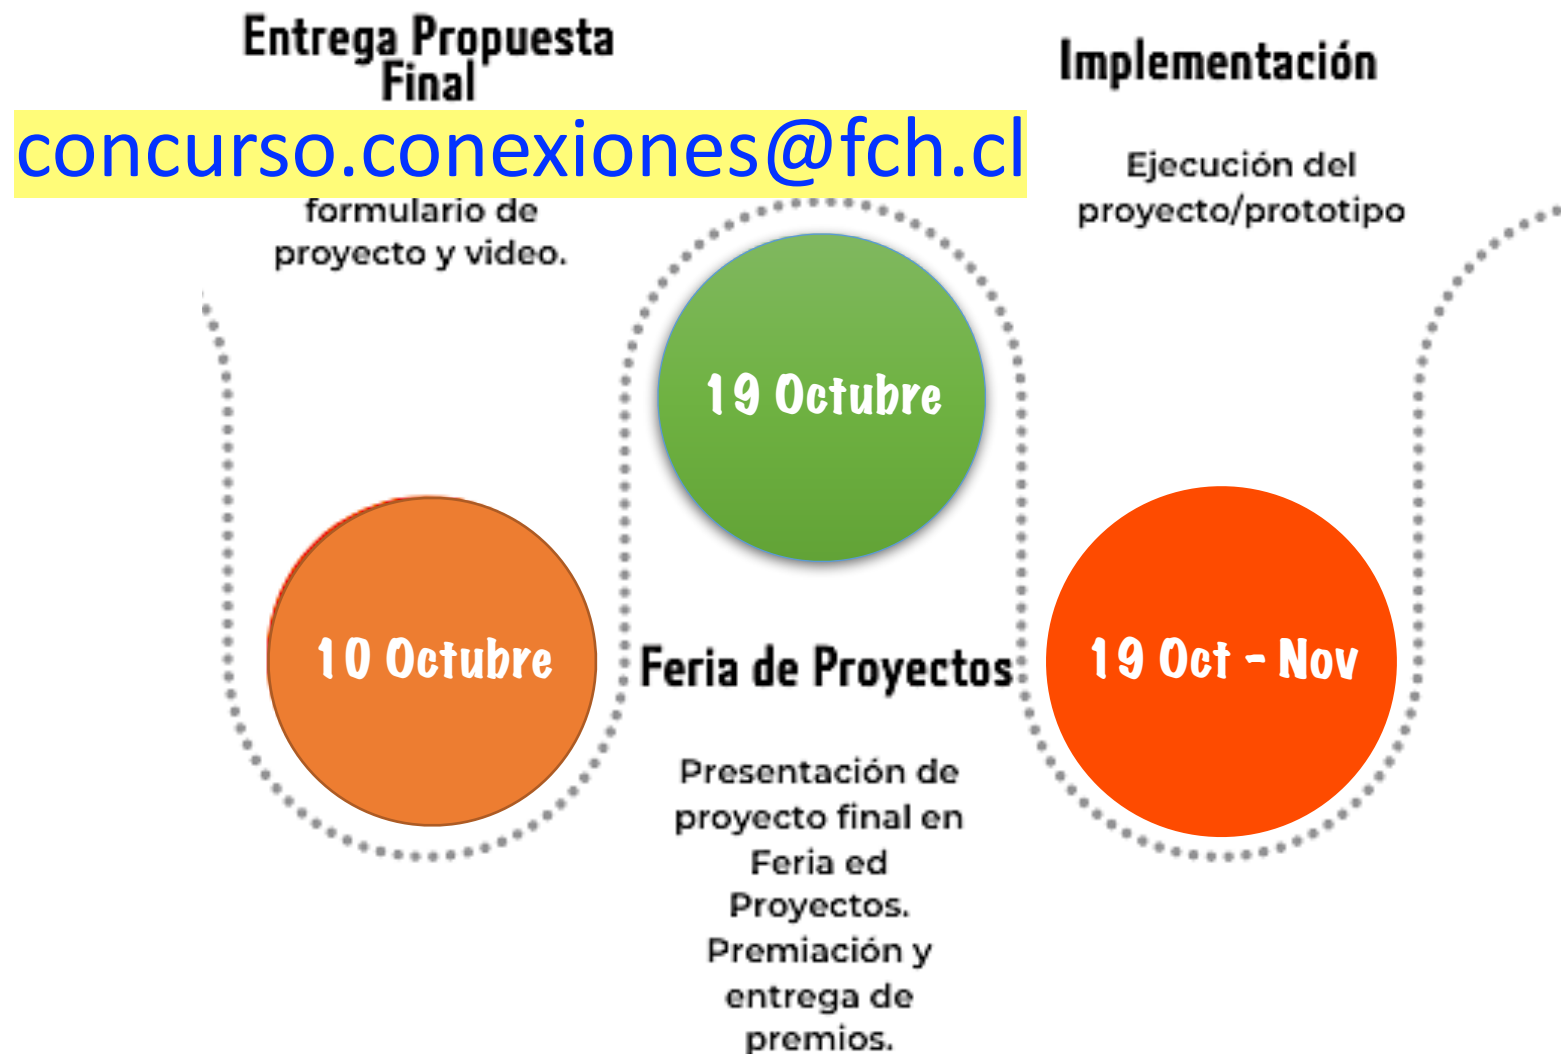 Entrega Propuesta
Final
concurso.conexiones@fch.cl
formulario de
proyecto y video.
10 Octubre
19 Octubre
Feria de Proyectos
Presentación de
proyecto final en
Feria ed
Proyectos.
Premiación y
entrega de
premios.
Implementación
Ejecución del
proyecto/prototipo
19 Oct - Nov